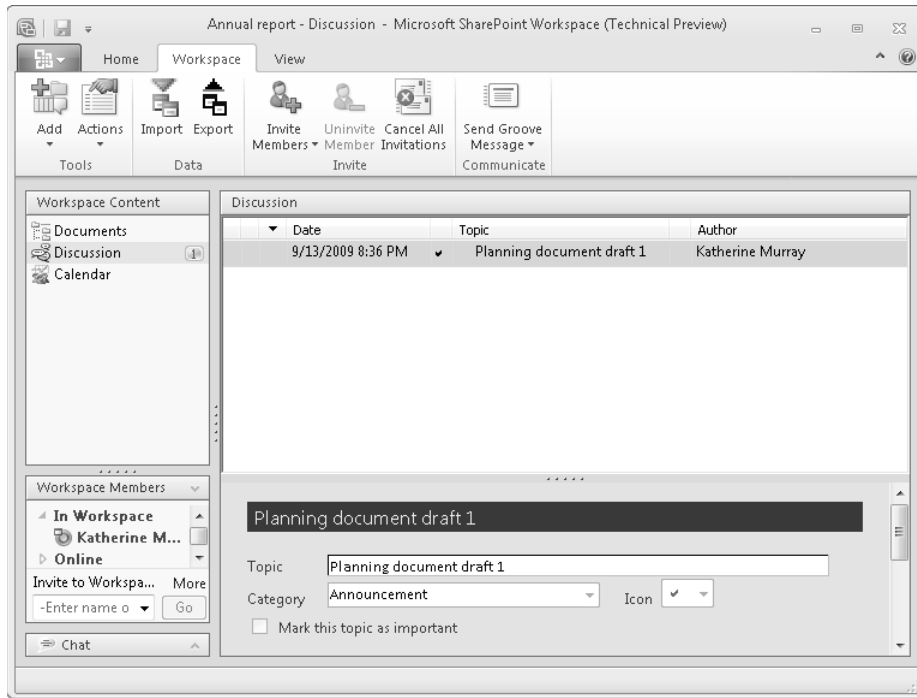 Annual report - Discussion - Microsoft SharePoint Workspace (Technical Preview)
Home Workspace View
Add Actions Import Export Invite Members Uninvite Member Cancel All Invitations Send Groove Message
Tools Data Invite Communicate
Workspace Content
Documents
Discussion 1
Calendar
Discussion
Date Topic Author
9/13/2009 8:36 PM Planning document draft 1 Katherine Murray
Workspace Members
In Workspace
Katherine M...
Online
Invite to Workspa... More
-Enter name o Go
Chat
Planning document draft 1
Topic Planning document draft 1
Category Announcement Icon
Mark this topic as important